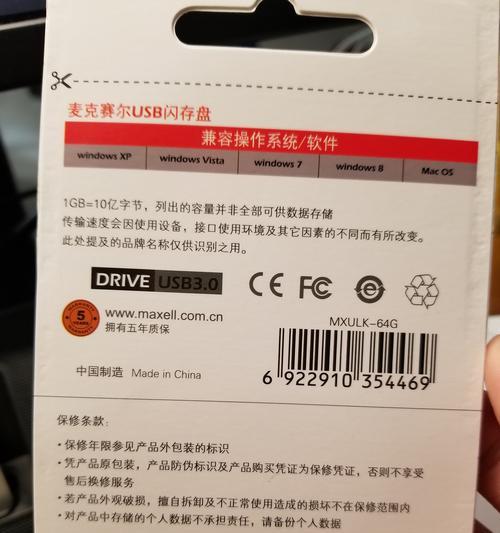 麦克赛尔USB闪存盘
兼容操作系统/软件
windows XP windows Vista windows 7 windows 8 Mac OS
1GB=10亿字节，列出的容量并非全部可供数据存储
传输速度会因使用设备，接口使用环境及其它因素的不同而有所改变。
此处提及的品牌名称仅供识别之用。
DRIVE USB3.0 CE FC
WARRANTY 5 YEARS WARRANTY
www.maxell.com.cn
拥有五年质保
MXULK-64G
6 922910 354469
中国制造 Made in China
保修条款：
·保修年限参见产品外包装的标识
·凭产品原包装，产品防伪标识及产品购买凭证为保修凭证，否则不享受
售后换修服务
·若产品外观破损，擅自拆卸及不正常使用造成的损坏不在保修范围内
·对产品中存储的个人数据不承担责任，请备份个人数据